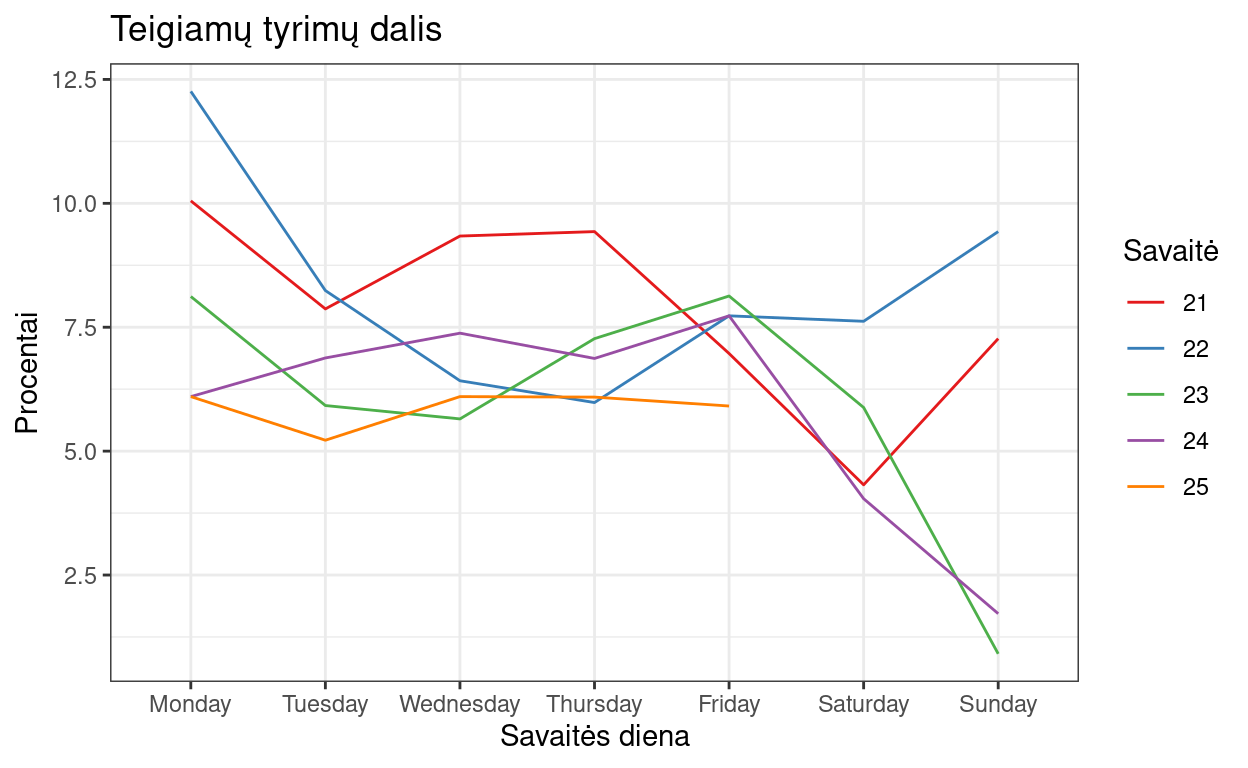 Teigiamų tyrimų dalis
12.5
10.0
7.5
5.0
2.5
Procentai
Monday Tuesday Wednesday Thursday Friday Saturday Sunday
Savaitės diena
Savaitė
21
22
23
24
25